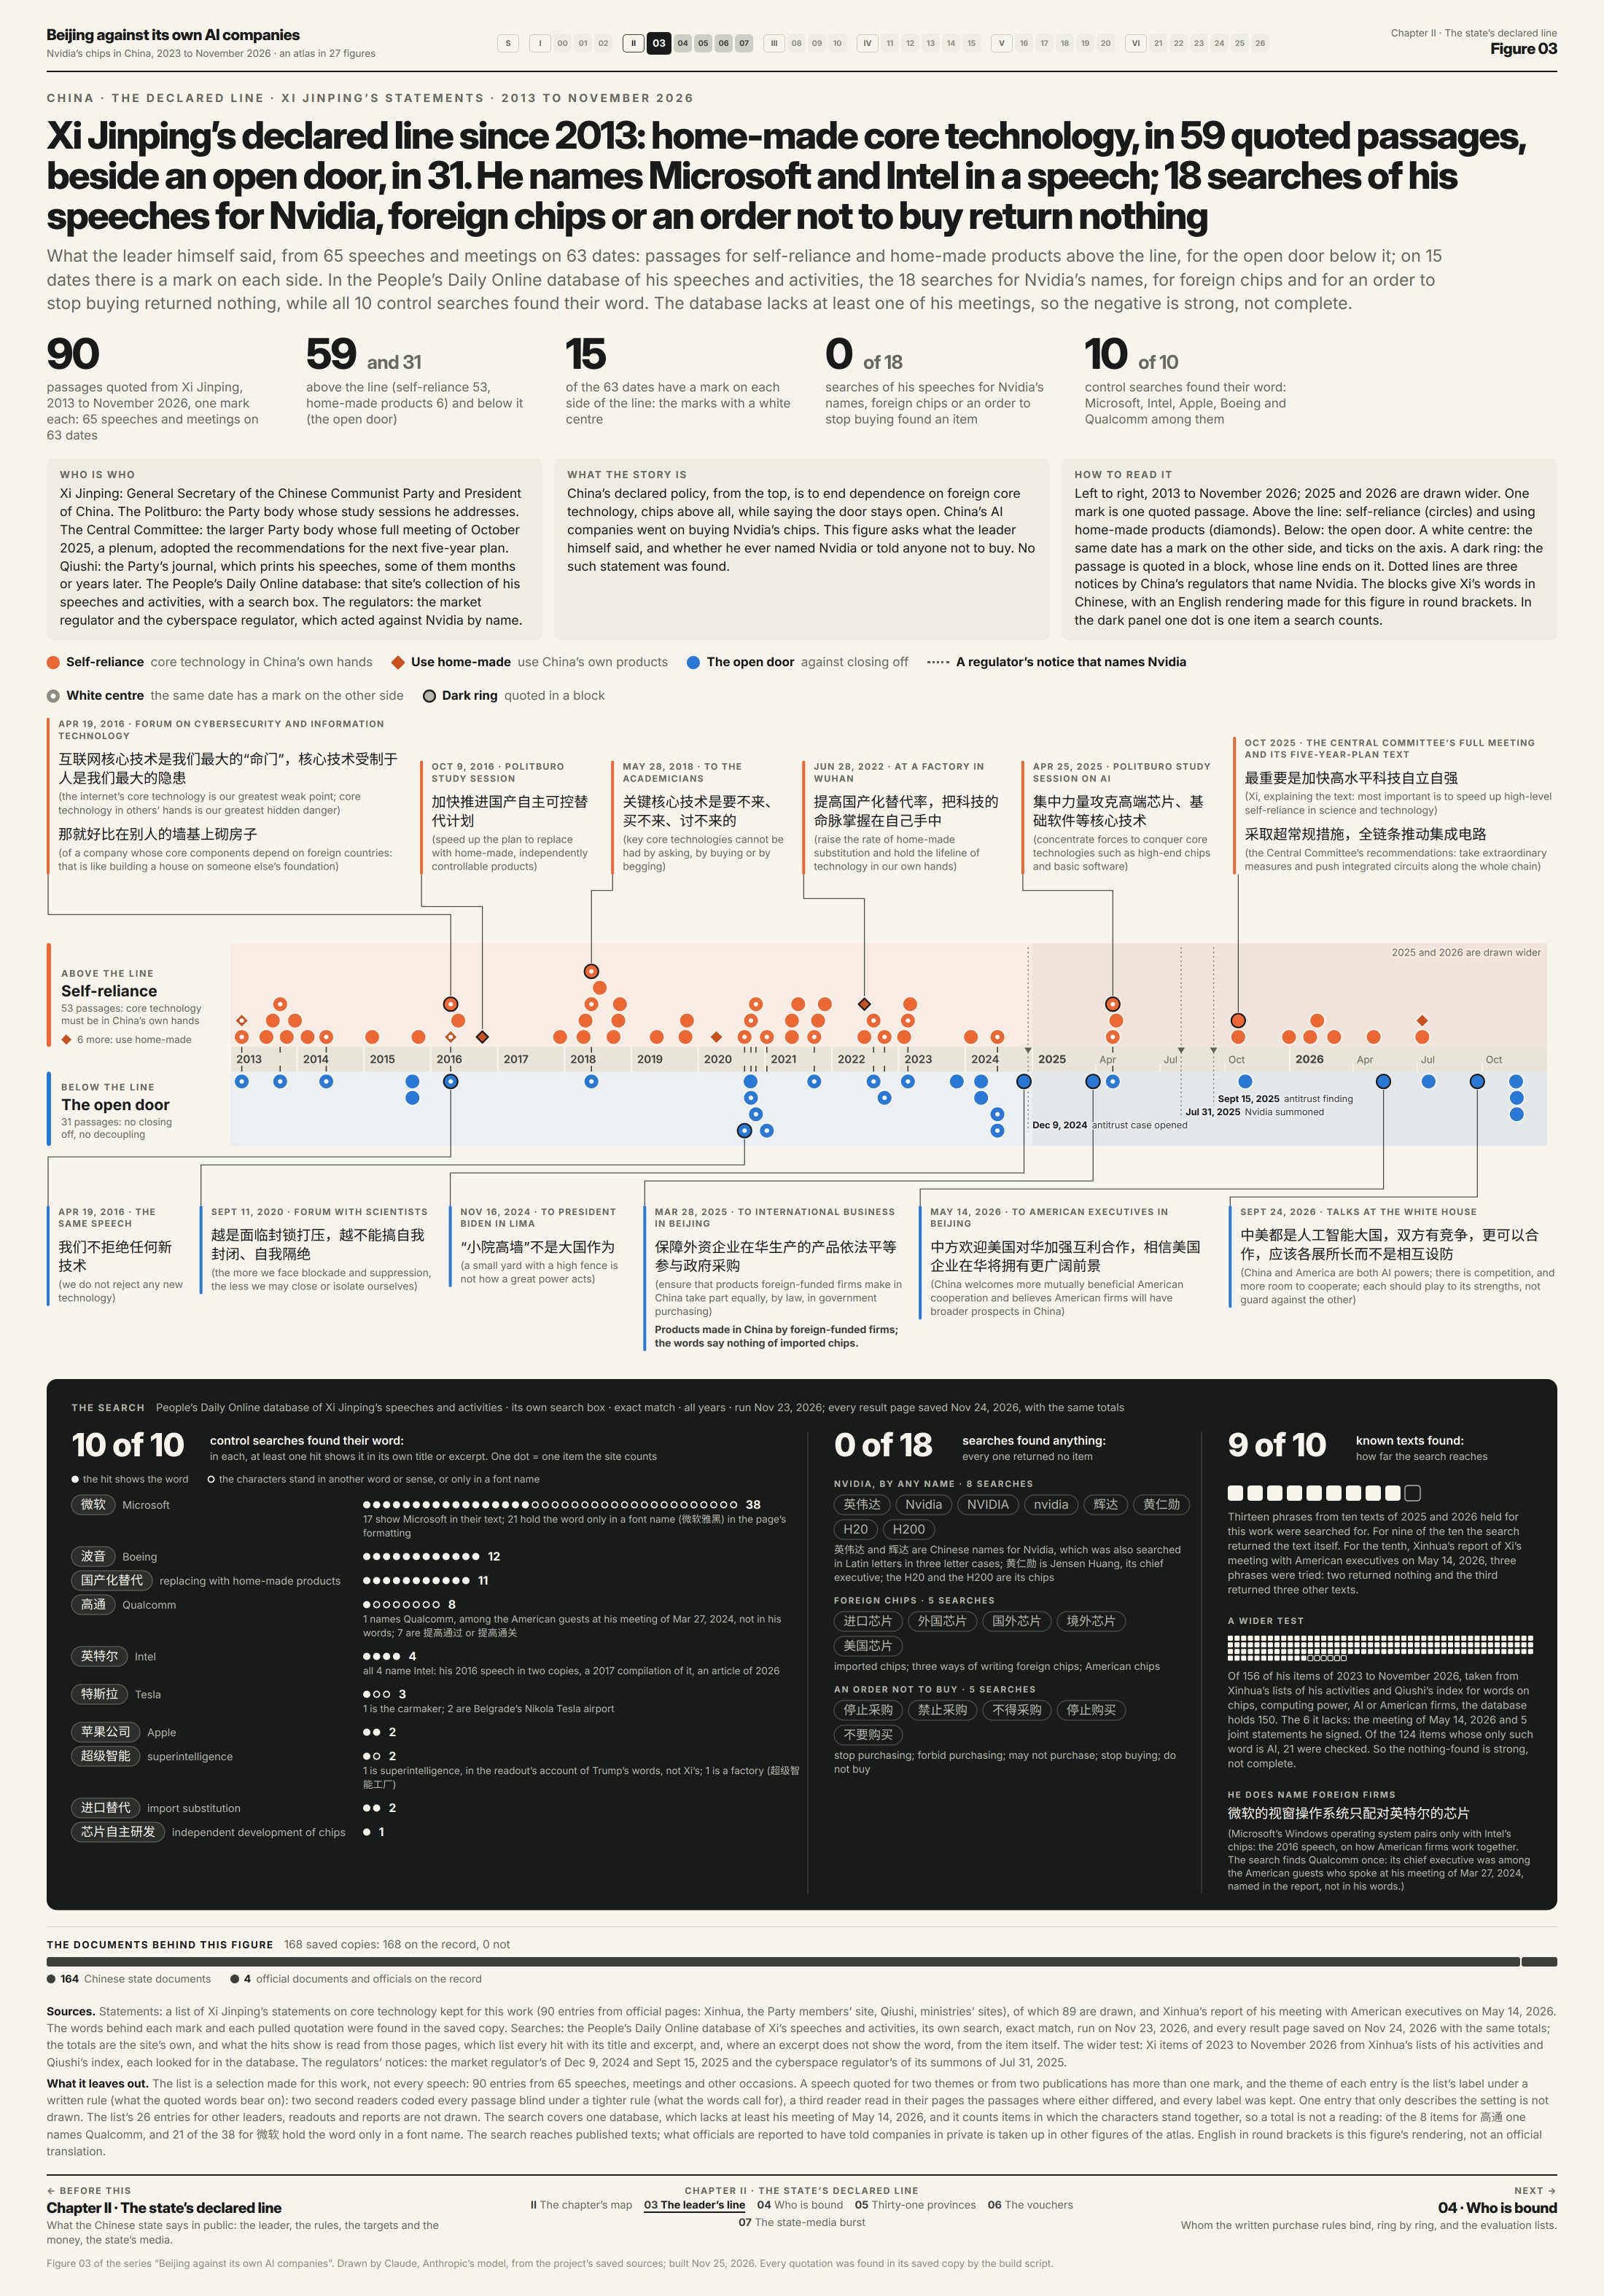 Beijing against its own AI companies
Nvidia's chips in China, 2023 to November 2026 · an atlas in 27 figures
S I 00 01 02 II 03 04 05 06 07 III 08 09 10 IV 11 12 13 14 15 V 16 17 18 19 20 VI 21 22 23 24 25 26
Chapter II · The state's declared line
Figure 03
CHINA · THE DECLARED LINE · XI JINPING'S STATEMENTS · 2013 TO NOVEMBER 2026
Xi Jinping's declared line since 2013: home-made core technology, in 59 quoted passages,
beside an open door, in 31. He names Microsoft and Intel in a speech; 18 searches of his
speeches for Nvidia, foreign chips or an order not to buy return nothing
What the leader himself said, from 65 speeches and meetings on 63 dates: passages for self-reliance and home-made products above the line, for the open door below it; on 15
dates there is a mark on each side. In the People's Daily Online database of his speeches and activities, the 18 searches for Nvidia's names, for foreign chips and for an order to
stop buying returned nothing, while all 10 control searches found their word. The database lacks at least one of his meetings, so the negative is strong, not complete.
90
passages quoted from Xi Jinping,
2013 to November 2026, one mark
each: 65 speeches and meetings on
63 dates
59 and 31
above the line (self-reliance 53,
home-made products 6) and below it
(the open door)
15
of the 63 dates have a mark on each
side of the line: the marks with a white
centre
0 of 18
searches of his speeches for Nvidia's
names, foreign chips or an order to
stop buying found an item
10 of 10
control searches found their word:
Microsoft, Intel, Apple, Boeing and
Qualcomm among them
WHO IS WHO
Xi Jinping: General Secretary of the Chinese Communist Party and President
of China. The Politburo: the Party body whose study sessions he addresses.
The Central Committee: the larger Party body whose full meeting of October
2025, a plenum, adopted the recommendations for the next five-year plan.
Qiushi: the Party's journal, which prints his speeches, some of them months
or years later. The People's Daily Online database: that site's collection of his
speeches and activities, with a search box. The regulators: the market
regulator and the cyberspace regulator, which acted against Nvidia by name.
WHAT THE STORY IS
China's declared policy, from the top, is to end dependence on foreign core
technology, chips above all, while saying the door stays open. China's AI
companies went on buying Nvidia's chips. This figure asks what the leader
himself said, and whether he ever named Nvidia or told anyone not to buy. No
such statement was found.
HOW TO READ IT
Left to right, 2013 to November 2026; 2025 and 2026 are drawn wider. One
mark is one quoted passage. Above the line: self-reliance (circles) and using
home-made products (diamonds). Below: the open door. A white centre: the
same date has a mark on the other side, and ticks on the axis. A dark ring: the
passage is quoted in a block, whose line ends on it. Dotted lines are three
notices by China's regulators that name Nvidia. The blocks give Xi's words in
Chinese, with an English rendering made for this figure in round brackets. In
the dark panel one dot is one item a search counts.
Self-reliance core technology in China's own hands
Use home-made use China's own products
The open door against closing off
A regulator's notice that names Nvidia
White centre the same date has a mark on the other side
Dark ring quoted in a block
APR 19, 2016 · FORUM ON CYBERSECURITY AND INFORMATION
TECHNOLOGY
互联网核心技术是我们最大的“命门”，核心技术受制于
人是我们最大的隐患
(the internet's core technology is our greatest weak point; core
technology in others' hands is our greatest hidden danger)
那就好比在别人的墙基上砌房子
(of a company whose core components depend on foreign countries:
that is like building a house on someone else's foundation)
OCT 9, 2016 · POLITBURO
STUDY SESSION
加快推进国产自主可控替
代计划
(speed up the plan to replace
with home-made, independently
controllable products)
MAY 28, 2018 · TO THE
ACADEMICIANS
关键核心技术是要不来、
买不来、讨不来的
(key core technologies cannot be
had by asking, by buying or by
begging)
JUN 28, 2022 · AT A FACTORY IN
WUHAN
提高国产化替代率，把科技的
命脉掌握在自己手中
(raise the rate of home-made
substitution and hold the lifeline of
technology in our own hands)
APR 25, 2025 · POLITBURO STUDY
SESSION ON AI
集中力量攻克高端芯片、基
础软件等核心技术
(concentrate forces to conquer core
technologies such as high-end chips
and basic software)
OCT 2025 · THE CENTRAL COMMITTEE'S FULL MEETING
AND ITS FIVE-YEAR-PLAN TEXT
最重要是加快高水平科技自立自强
(Xi, explaining the text: most important is to speed up high-level
self-reliance in science and technology)
采取超常规措施，全链条推动集成电路
(the Central Committee's recommendations: take extraordinary
measures and push integrated circuits along the whole chain)
2025 and 2026 are drawn wider
ABOVE THE LINE
Self-reliance
53 passages: core technology
must be in China's own hands
6 more: use home-made
2013 2014 2015 2016 2017 2018 2019 2020 2021 2022 2023 2024 2025 Apr Jul Oct 2026 Apr Jul Oct
BELOW THE LINE
The open door
31 passages: no closing
off, no decoupling
Sept 15, 2025 antitrust finding
Jul 31, 2025 Nvidia summoned
Dec 9, 2024 antitrust case opened
APR 19, 2016 · THE
SAME SPEECH
我们不拒绝任何新
技术
(we do not reject any new
technology)
SEPT 11, 2020 · FORUM WITH SCIENTISTS
越是面临封锁打压，越不能搞自我
封闭、自我隔绝
(the more we face blockade and suppression,
the less we may close or isolate ourselves)
NOV 16, 2024 · TO PRESIDENT
BIDEN IN LIMA
“小院高墙”不是大国作为
(a small yard with a high fence is
not how a great power acts)
MAR 28, 2025 · TO INTERNATIONAL BUSINESS
IN BEIJING
保障外资企业在华生产的产品依法平等
参与政府采购
(ensure that products foreign-funded firms make in
China take part equally, by law, in government
purchasing)
Products made in China by foreign-funded firms;
the words say nothing of imported chips.
MAY 14, 2026 · TO AMERICAN EXECUTIVES IN
BEIJING
中方欢迎美国对华加强互利合作，相信美国
企业在华将拥有更广阔前景
(China welcomes more mutually beneficial American
cooperation and believes American firms will have
broader prospects in China)
SEPT 24, 2026 · TALKS AT THE WHITE HOUSE
中美都是人工智能大国，双方有竞争，更可以合
作，应该各展所长而不是相互设防
(China and America are both AI powers; there is competition, and
more room to cooperate; each should play to its strengths, not
guard against the other)
THE SEARCH People's Daily Online database of Xi Jinping's speeches and activities · its own search box · exact match · all years · run Nov 23, 2026; every result page saved Nov 24, 2026, with the same totals
10 of 10
control searches found their word:
in each, at least one hit shows it in its own title or excerpt. One dot = one item the site counts
the hit shows the word
the characters stand in another word or sense, or only in a font name
微软 Microsoft 38
17 show Microsoft in their text; 21 hold the word only in a font name (微软雅黑) in the page's
formatting
波音 Boeing 12
国产化替代 replacing with home-made products 11
高通 Qualcomm 8
1 names Qualcomm, among the American guests at his meeting of Mar 27, 2024, not in his
words; 7 are 提高通过 or 提高通关
英特尔 Intel 4
all 4 name Intel: his 2016 speech in two copies, a 2017 compilation of it, an article of 2026
特斯拉 Tesla 3
1 is the carmaker; 2 are Belgrade's Nikola Tesla airport
苹果公司 Apple 2
超级智能 superintelligence 2
1 is superintelligence, in the readout's account of Trump's words, not Xi's; 1 is a factory (超级智
能工厂)
进口替代 import substitution 2
芯片自主研发 independent development of chips 1
0 of 18
searches found anything:
every one returned no item
NVIDIA, BY ANY NAME · 8 SEARCHES
英伟达 Nvidia NVIDIA nvidia 辉达 黄仁勋
H20 H200
英伟达 and 辉达 are Chinese names for Nvidia, which was also searched
in Latin letters in three letter cases; 黄仁勋 is Jensen Huang, its chief
executive; the H20 and the H200 are its chips
FOREIGN CHIPS · 5 SEARCHES
进口芯片 外国芯片 国外芯片 境外芯片
美国芯片
imported chips; three ways of writing foreign chips; American chips
AN ORDER NOT TO BUY · 5 SEARCHES
停止采购 禁止采购 不得采购 停止购买
不要购买
stop purchasing; forbid purchasing; may not purchase; stop buying; do
not buy
9 of 10
known texts found:
how far the search reaches
Thirteen phrases from ten texts of 2025 and 2026 held for
this work were searched for. For nine of the ten the search
returned the text itself. For the tenth, Xinhua's report of Xi's
meeting with American executives on May 14, 2026, three
phrases were tried: two returned nothing and the third
returned three other texts.
A WIDER TEST
Of 156 of his items of 2023 to November 2026, taken from
Xinhua's lists of his activities and Qiushi's index for words on
chips, computing power, AI or American firms, the database
holds 150. The 6 it lacks: the meeting of May 14, 2026 and 5
joint statements he signed. Of the 124 items whose only such
word is AI, 21 were checked. So the nothing-found is strong,
not complete.
HE DOES NAME FOREIGN FIRMS
微软的视窗操作系统只配对英特尔的芯片
(Microsoft's Windows operating system pairs only with Intel's
chips: the 2016 speech, on how American firms work together.
The search finds Qualcomm once: its chief executive was among
the American guests who spoke at his meeting of Mar 27, 2024,
named in the report, not in his words.)
THE DOCUMENTS BEHIND THIS FIGURE 168 saved copies: 168 on the record, 0 not
164 Chinese state documents
4 official documents and officials on the record
Sources. Statements: a list of Xi Jinping's statements on core technology kept for this work (90 entries from official pages: Xinhua, the Party members' site, Qiushi, ministries' sites), of which 89 are drawn, and Xinhua's report of his meeting with American executives on May 14, 2026.
The words behind each mark and each pulled quotation were found in the saved copy. Searches: the People's Daily Online database of Xi's speeches and activities, its own search, exact match, run on Nov 23, 2026, and every result page saved on Nov 24, 2026 with the same totals;
the totals are the site's own, and what the hits show is read from those pages, which list every hit with its title and excerpt, and, where an excerpt does not show the word, from the item itself. The wider test: Xi items of 2023 to November 2026 from Xinhua's lists of his activities and
Qiushi's index, each looked for in the database. The regulators' notices: the market regulator's of Dec 9, 2024 and Sept 15, 2025 and the cyberspace regulator's of its summons of Jul 31, 2025.
What it leaves out. The list is a selection made for this work, not every speech: 90 entries from 65 speeches, meetings and other occasions. A speech quoted for two themes or from two publications has more than one mark, and the theme of each entry is the list's label under a
written rule (what the quoted words bear on): two second readers coded every passage blind under a tighter rule (what the words call for), a third reader read in their pages the passages where either differed, and every label was kept. One entry that only describes the setting is not
drawn. The list's 26 entries for other leaders, readouts and reports are not drawn. The search covers one database, which lacks at least his meeting of May 14, 2026, and it counts items in which the characters stand together, so a total is not a reading: of the 8 items for 高通 one
names Qualcomm, and 21 of the 38 for 微软 hold the word only in a font name. The search reaches published texts; what officials are reported to have told companies in private is taken up in other figures of the atlas. English in round brackets is this figure's rendering, not an official
translation.
← BEFORE THIS
Chapter II · The state's declared line
What the Chinese state says in public: the leader, the rules, the targets and the
money, the state's media.
CHAPTER II · THE STATE'S DECLARED LINE
II The chapter's map 03 The leader's line 04 Who is bound 05 Thirty-one provinces 06 The vouchers
07 The state-media burst
NEXT →
04 · Who is bound
Whom the written purchase rules bind, ring by ring, and the evaluation lists.
Figure 03 of the series “Beijing against its own AI companies”. Drawn by Claude, Anthropic's model, from the project's saved sources; built Nov 25, 2026. Every quotation was found in its saved copy by the build script.